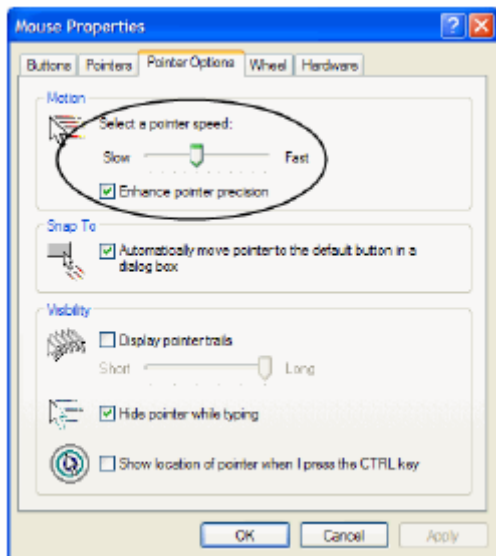 Mouse Properties
Buttons Pointers Pointer Options Wheel Hardware
Motion
Select a pointer speed:
Slow Fast
Enhance pointer precision
Snap To
Automatically move pointer to the default button in a
dialog box
Visibility
Display pointer trails
Short Long
Hide pointer while typing
Show location of pointer when I press the CTRL key
OK Cancel Apply